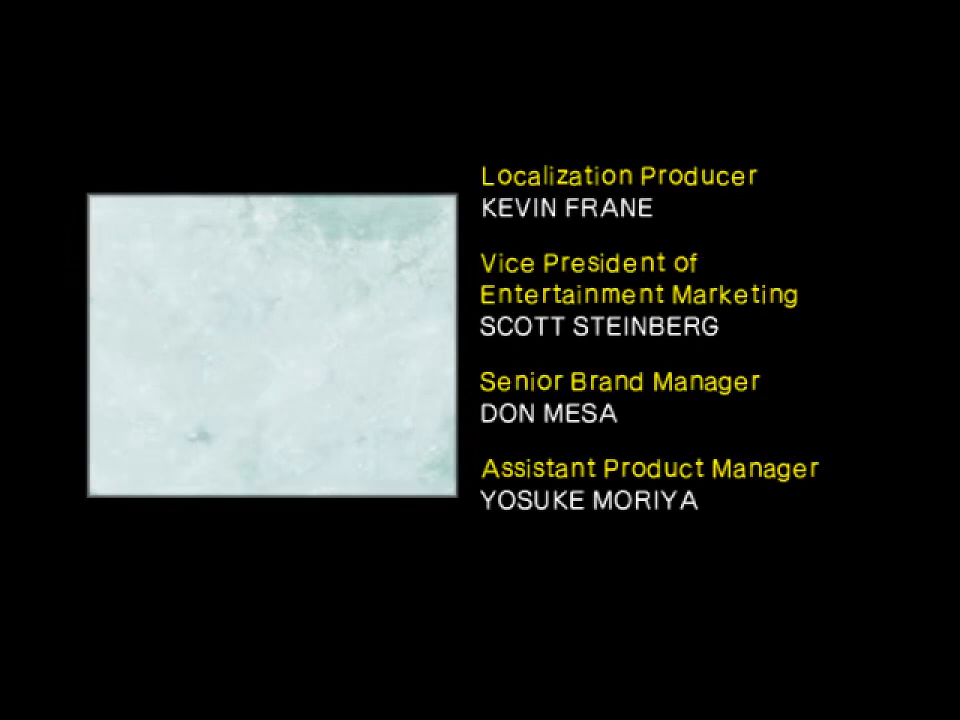 Localization Producer
KEVIN FRANE
Vice President of
Entertainment Marketing
SCOTT STEINBERG
Senior Brand Manager
DON MESA
Assistant Product Manager
YOSUKE MORIYA